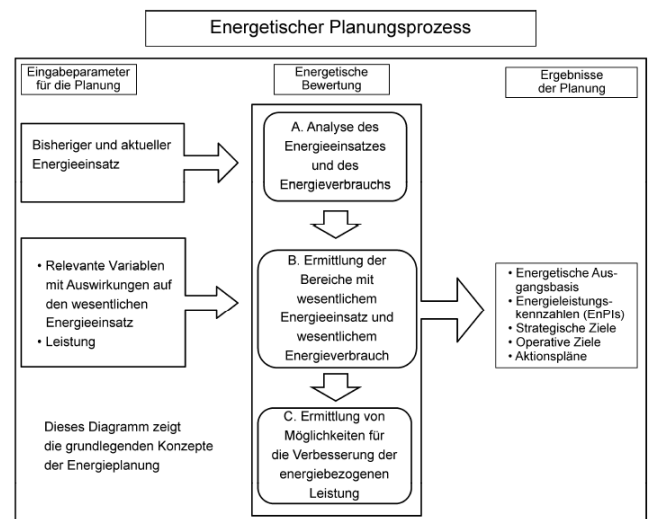 Energetischer Planungsprozess
Eingabeparameter
für die Planung
Energetische
Bewertung
Ergebnisse
der Planung
Bisheriger und aktueller
Energieeinsatz
A. Analyse des
Energieeinsatzes
und des
Energieverbrauchs
• Relevante Variablen
mit Auswirkungen auf
den wesentlichen
Energieeinsatz
• Leistung
B. Ermittlung der
Bereiche mit
wesentlichem
Energieeinsatz und
wesentlichem
Energieverbrauch
• Energetische Aus-
gangsbasis
• Energieleistungs-
kennzahlen (EnPIs)
• Strategische Ziele
• Operative Ziele
• Aktionspläne
Dieses Diagramm zeigt
die grundlegenden Konzepte
der Energieplanung
C. Ermittlung von
Möglichkeiten für
die Verbesserung der
energiebezogenen
Leistung